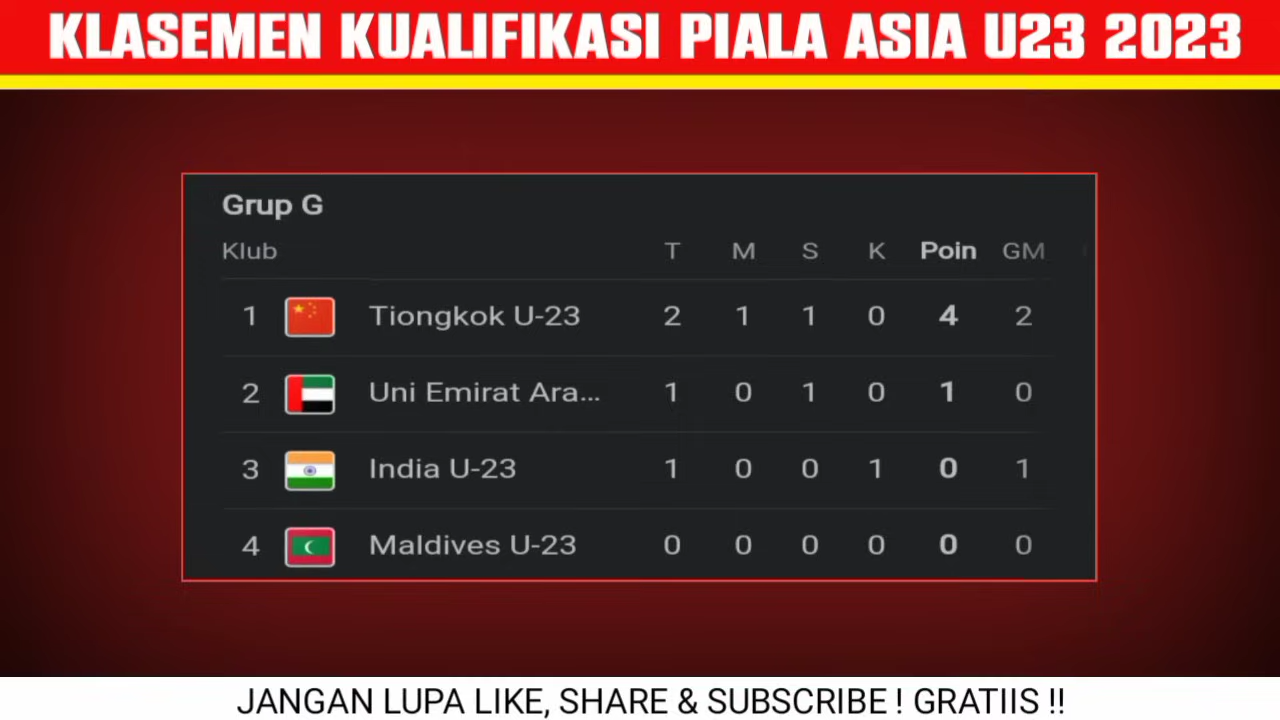 KLASEMEN KUALIFIKASI PIALA ASIA U23 2023
Grup G
Klub T M S K Poin GM
1 Tiongkok U-23 2 1 1 0 4 2
2 Uni Emirat Ara... 1 0 1 0 1 0
3 India U-23 1 0 0 1 0 1
4 Maldives U-23 0 0 0 0 0 0
JANGAN LUPA LIKE, SHARE & SUBSCRIBE ! GRATIIS !!